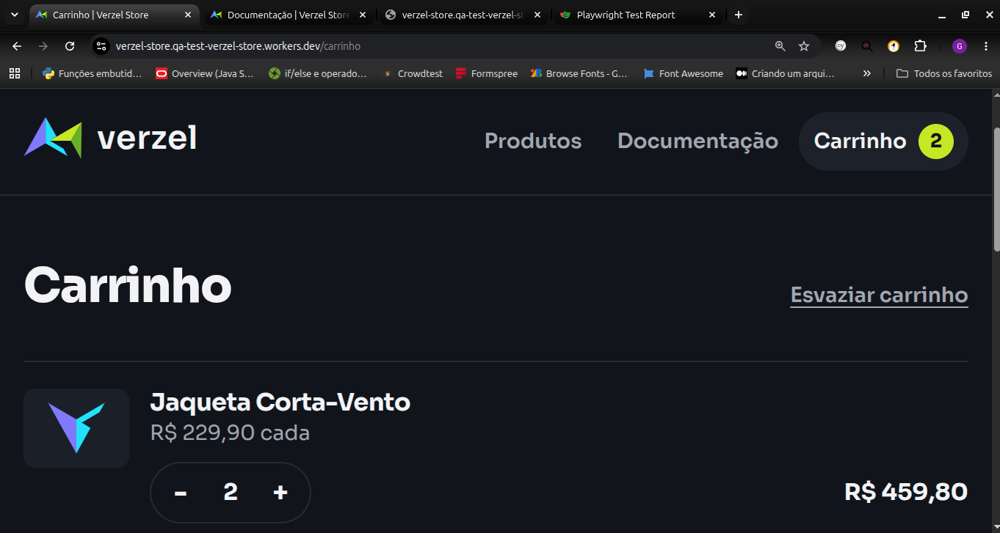 Carrinho | Verzel Store
Documentação | Verzel Store
verzel-store.qa-test-verzel-st
Playwright Test Report
verzel-store.qa-test-verzel-store.workers.dev/carrinho
G
Funções embutid...
Overview (Java S...
if/else e operado...
Crowdtest
Formspree
Browse Fonts - G...
Font Awesome
Criando um arqui...
Todos os favoritos
verzel
Produtos
Documentação
Carrinho 2
Carrinho
Esvaziar carrinho
Jaqueta Corta-Vento
R$ 229,90 cada
- 2 +
R$ 459,80